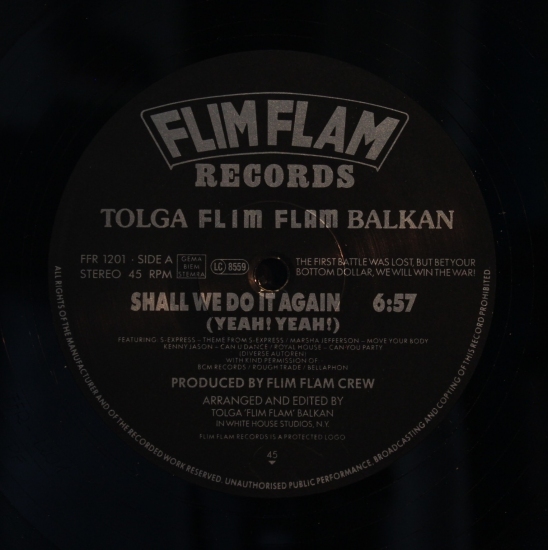 FLIM FLAM
RECORDS
TOLGA FLIM FLAM BALKAN
FFR 1201 · SIDE A
STEREO 45 RPM
GEMA
BIEM
STEMRA
LC 8559
THE FIRST BATTLE WAS LOST, BUT BET YOUR
BOTTOM DOLLAR, WE WILL WIN THE WAR!
SHALL WE DO IT AGAIN 6:57
(YEAH! YEAH!)
FEATURING: S-EXPRESS – THEME FROM S-EXPRESS / MARSHA JEFFERSON – MOVE YOUR BODY
KENNY JASON – CAN U DANCE / ROYAL HOUSE – CAN YOU PARTY
(DIVERSE AUTOREN)
WITH KIND PERMISSION OF:
BCM RECORDS / ROUGH TRADE / BELLAPHON
PRODUCED BY FLIM FLAM CREW
ARRANGED AND EDITED BY
TOLGA 'FLIM FLAM' BALKAN
IN WHITE HOUSE STUDIOS, N.Y.
FLIM FLAM RECORDS IS A PROTECTED LOGO
45
ALL RIGHTS OF THE MANUFACTURER AND OF THE RECORDED WORK RESERVED. UNAUTHORISED PUBLIC PERFORMANCE, BROADCASTING AND COPYING OF THIS RECORD PROHIBITED